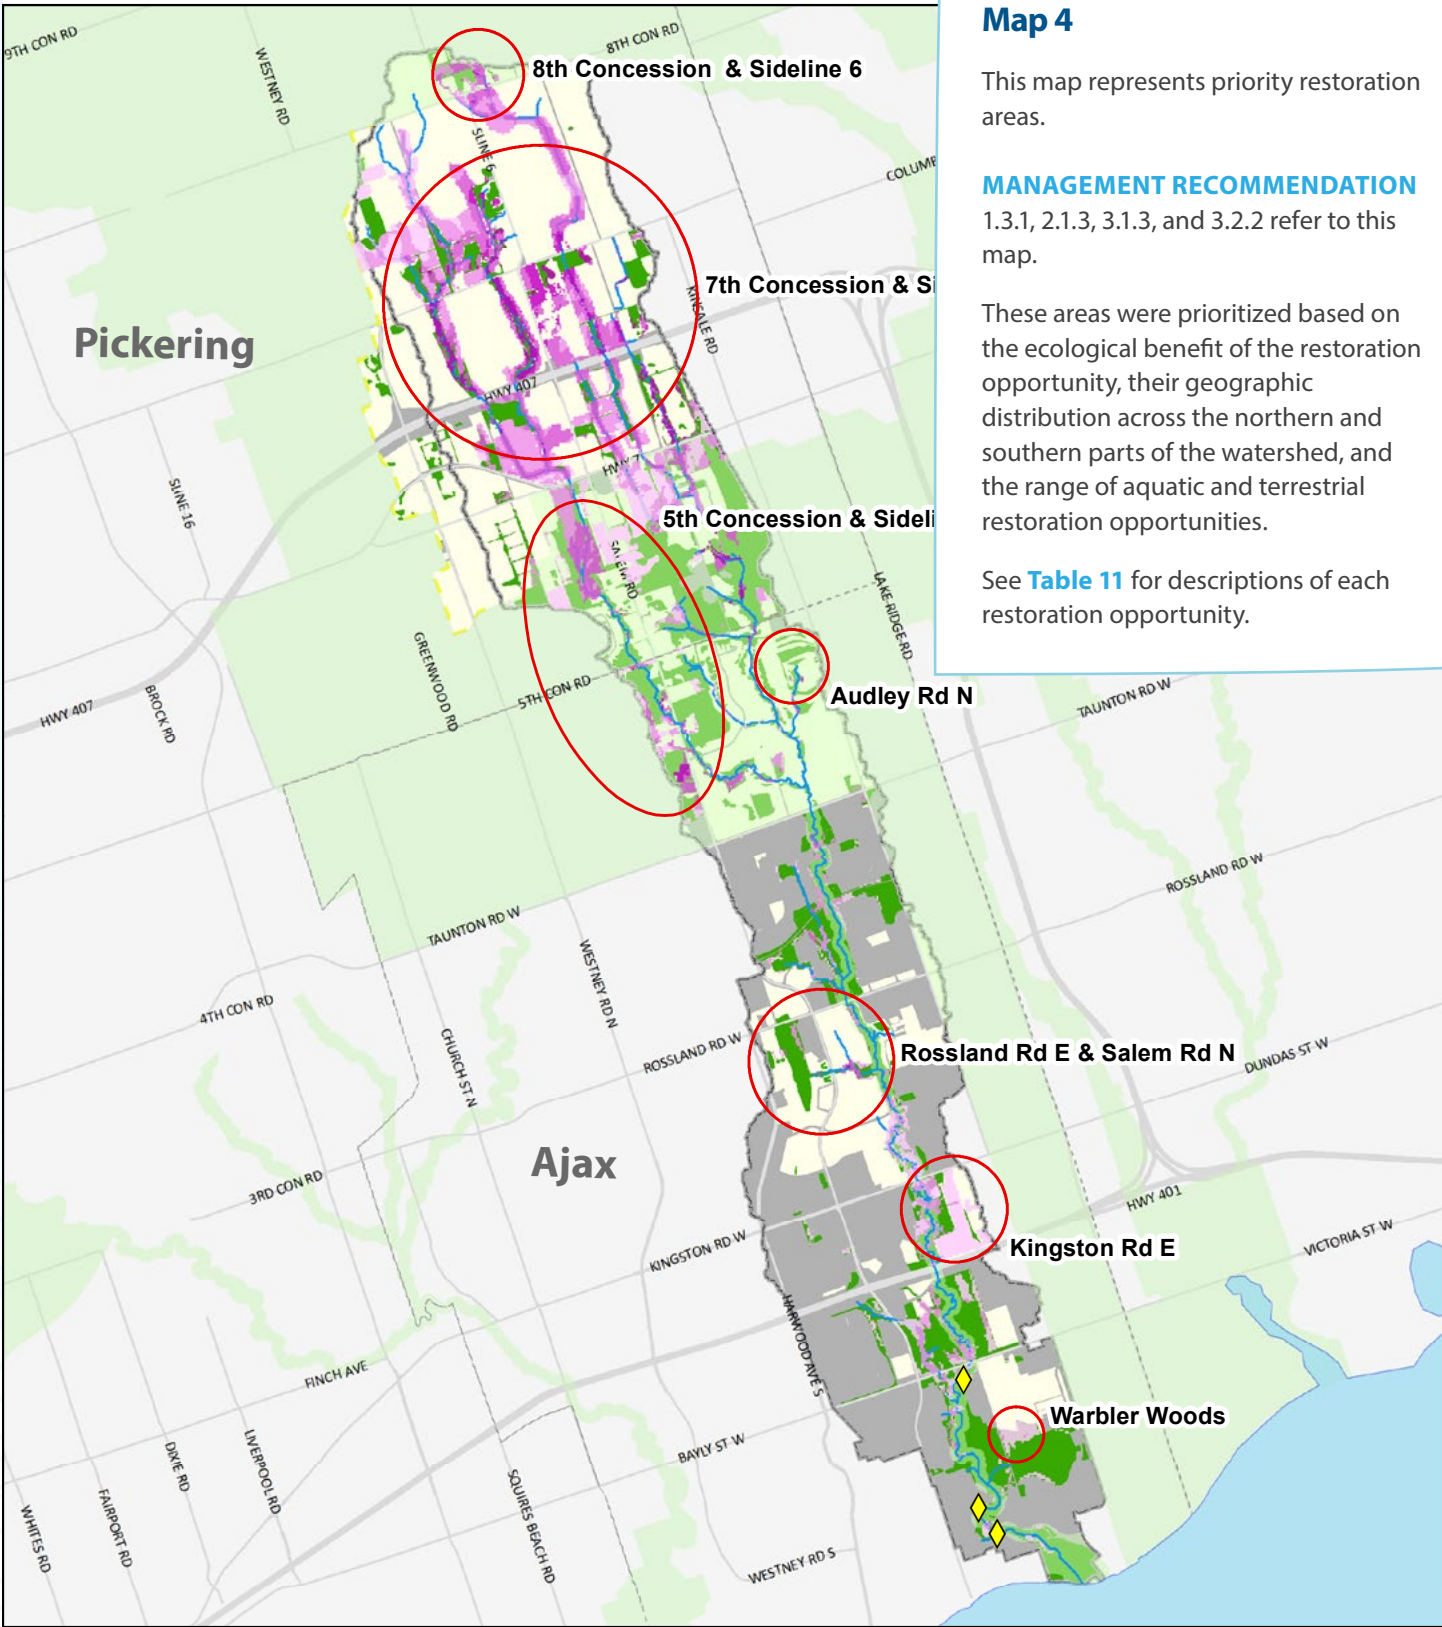 Map 4
This map represents priority restoration
areas.
MANAGEMENT RECOMMENDATION
1.3.1, 2.1.3, 3.1.3, and 3.2.2 refer to this
map.
These areas were prioritized based on
the ecological benefit of the restoration
opportunity, their geographic
distribution across the northern and
southern parts of the watershed, and
the range of aquatic and terrestrial
restoration opportunities.
See Table 11 for descriptions of each
restoration opportunity.
9TH CON RD
WESTNEY RD
8TH CON RD
8th Concession & Sideline 6
SLINE 6
COLUMB
7th Concession & Si
KINSALE RD
Pickering
HWY 407
HWY 7
SLINE 16
5th Concession & Sideli
SALEM RD
LAKE RIDGE RD
GREENWOOD RD
5TH CON RD
Audley Rd N
TAUNTON RD W
HWY 407
BROCK RD
ROSSLAND RD W
TAUNTON RD W
WESTNEY RD N
4TH CON RD
CHURCH ST N
ROSSLAND RD W
Rossland Rd E & Salem Rd N
DUNDAS ST W
Ajax
3RD CON RD
HWY 401
KINGSTON RD W
Kingston Rd E
VICTORIA ST W
HARWOOD AVE S
FINCH AVE
Warbler Woods
BAYLY ST W
DIXIE RD
LIVERPOOL RD
SQUIRES BEACH RD
FAIRPORT RD
WHITES RD
WESTNEY RD S